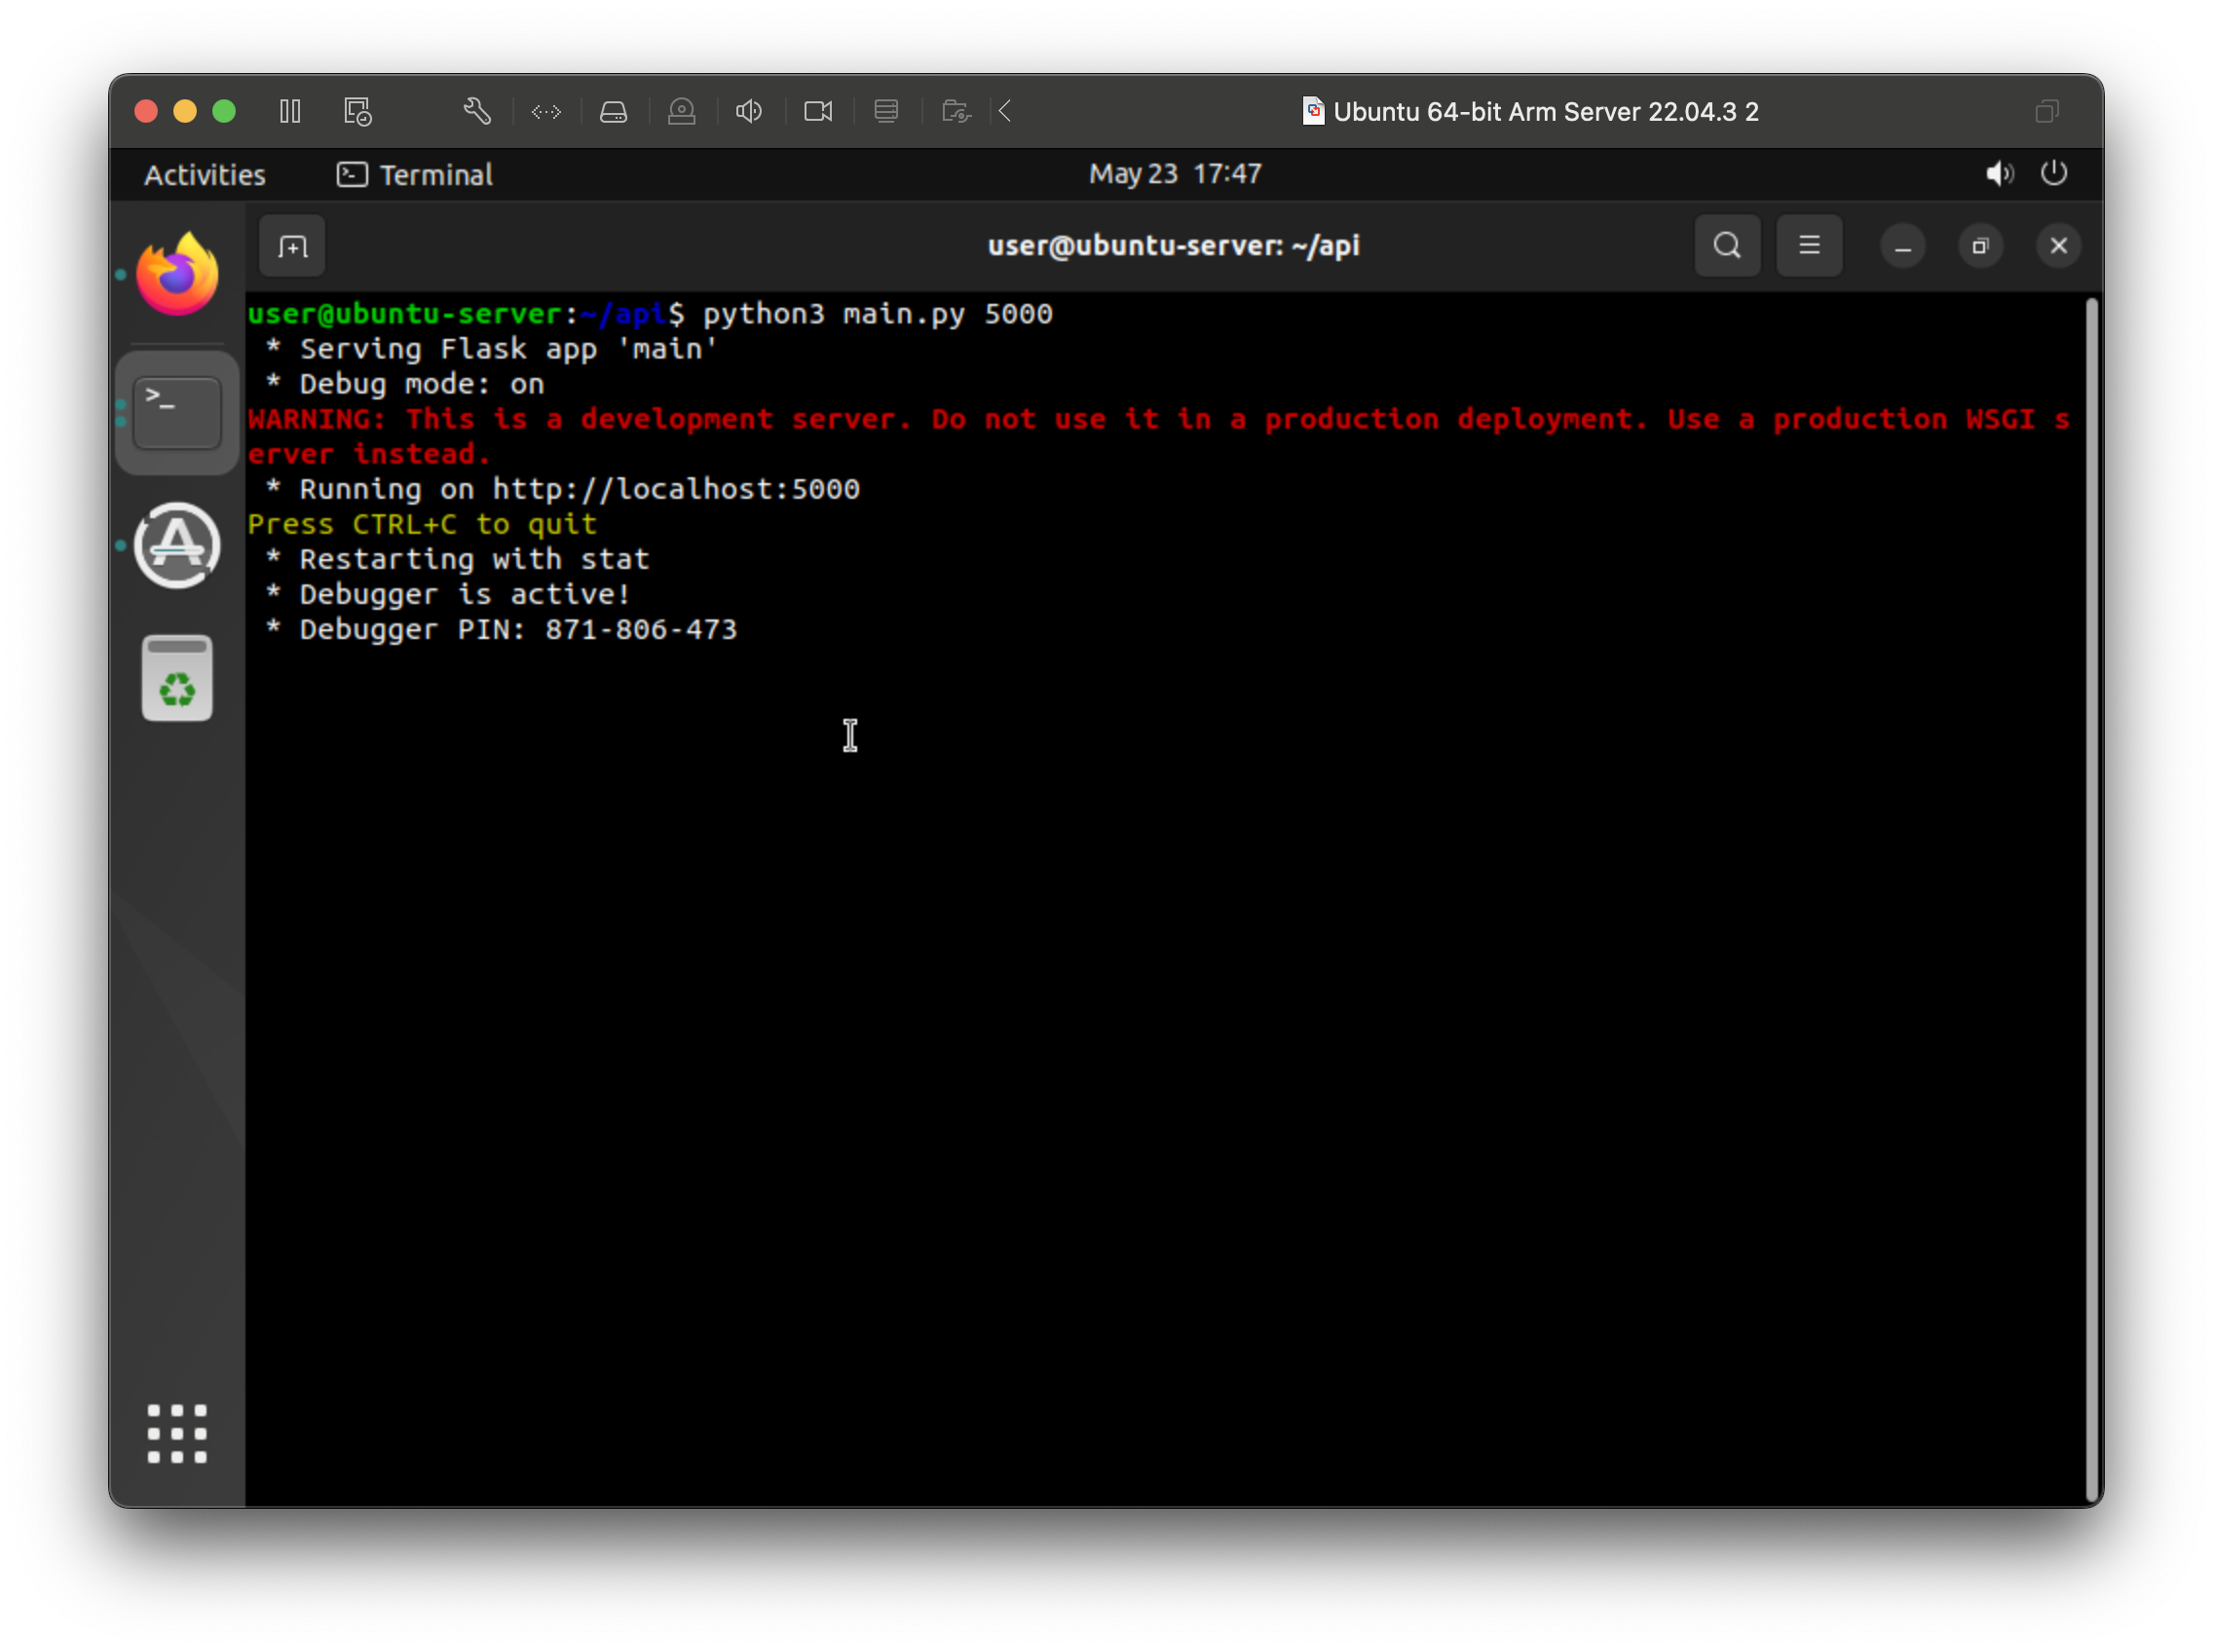 Ubuntu 64-bit Arm Server 22.04.3 2
Activities
Terminal
May 23 17:47
user@ubuntu-server: ~/api
user@ubuntu-server:~/api$ python3 main.py 5000
 * Serving Flask app 'main'
 * Debug mode: on
WARNING: This is a development server. Do not use it in a production deployment. Use a production WSGI s
erver instead.
 * Running on http://localhost:5000
Press CTRL+C to quit
 * Restarting with stat
 * Debugger is active!
 * Debugger PIN: 871-806-473